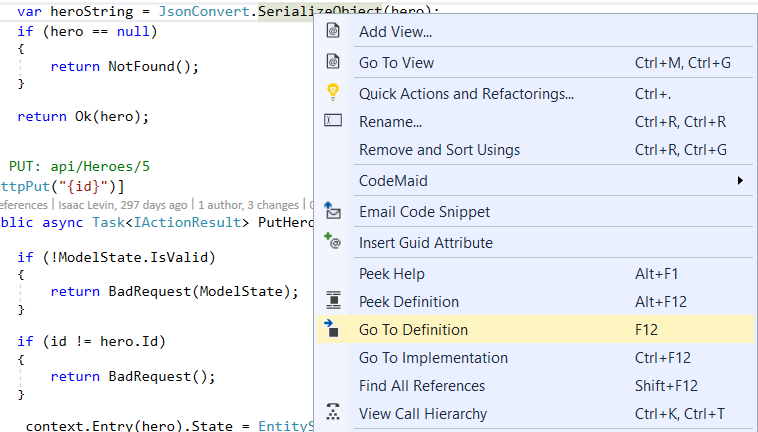 var heroString = JsonConvert.SerializeObject(hero);
if (hero == null)
{
return NotFound();
}
return Ok(hero);
PUT: api/Heroes/5
ttpPut("{id}")]
eferences | Isaac Levin, 297 days ago | 1 author, 3 changes |
blic async Task<IActionResult> PutHero
if (!ModelState.IsValid)
{
return BadRequest(ModelState);
}
if (id != hero.Id)
{
return BadRequest();
}
context.Entry(hero).State = EntityS
Add View...
Go To View Ctrl+M, Ctrl+G
Quick Actions and Refactorings... Ctrl+.
Rename... Ctrl+R, Ctrl+R
Remove and Sort Usings Ctrl+R, Ctrl+G
CodeMaid
Email Code Snippet
Insert Guid Attribute
Peek Help Alt+F1
Peek Definition Alt+F12
Go To Definition F12
Go To Implementation Ctrl+F12
Find All References Shift+F12
View Call Hierarchy Ctrl+K, Ctrl+T